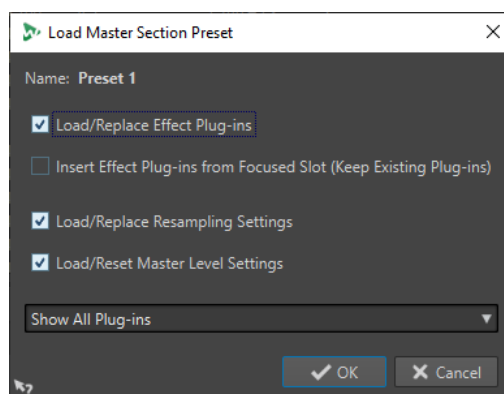 Load Master Section Preset
Name: Preset 1
Load/Replace Effect Plug-ins
Insert Effect Plug-ins from Focused Slot (Keep Existing Plug-ins)
Load/Replace Resampling Settings
Load/Reset Master Level Settings
Show All Plug-ins
OK Cancel